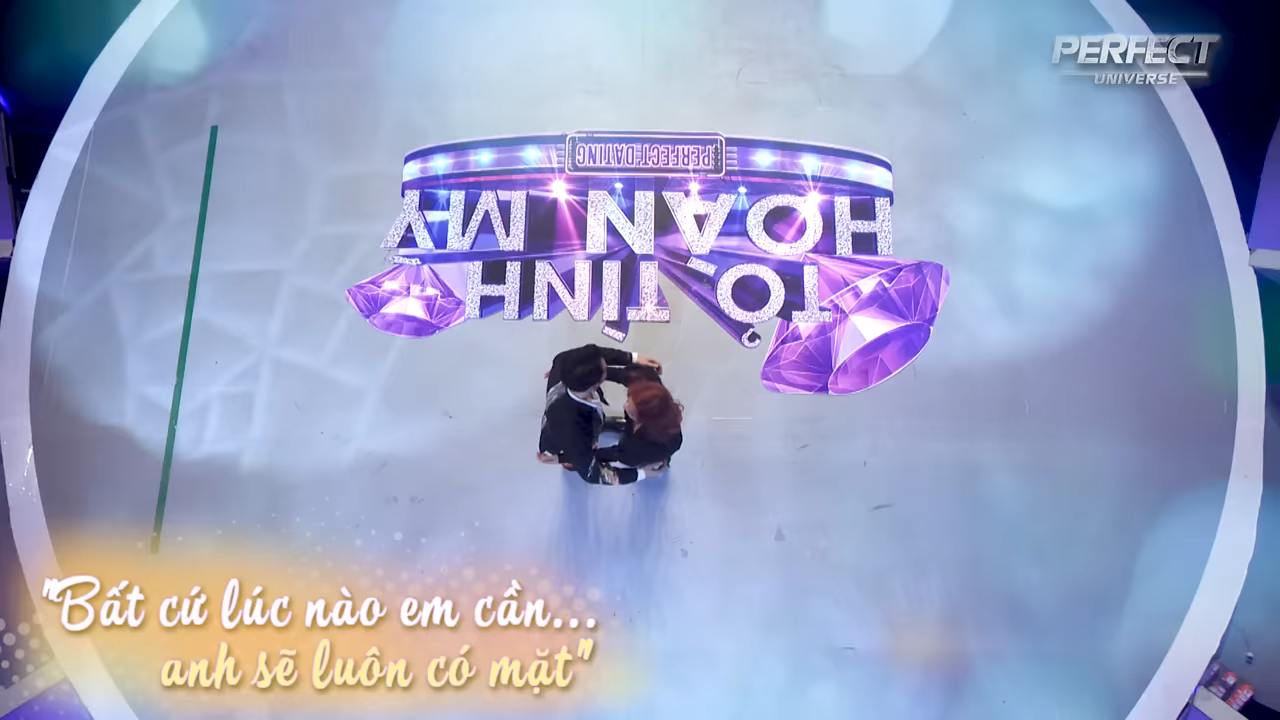 PERFECT
UNIVERSE
PERFECT DATING
HOÀN MỸ
TỎ TÌNH
"Bất cứ lúc nào em cần...
anh sẽ luôn có mặt"